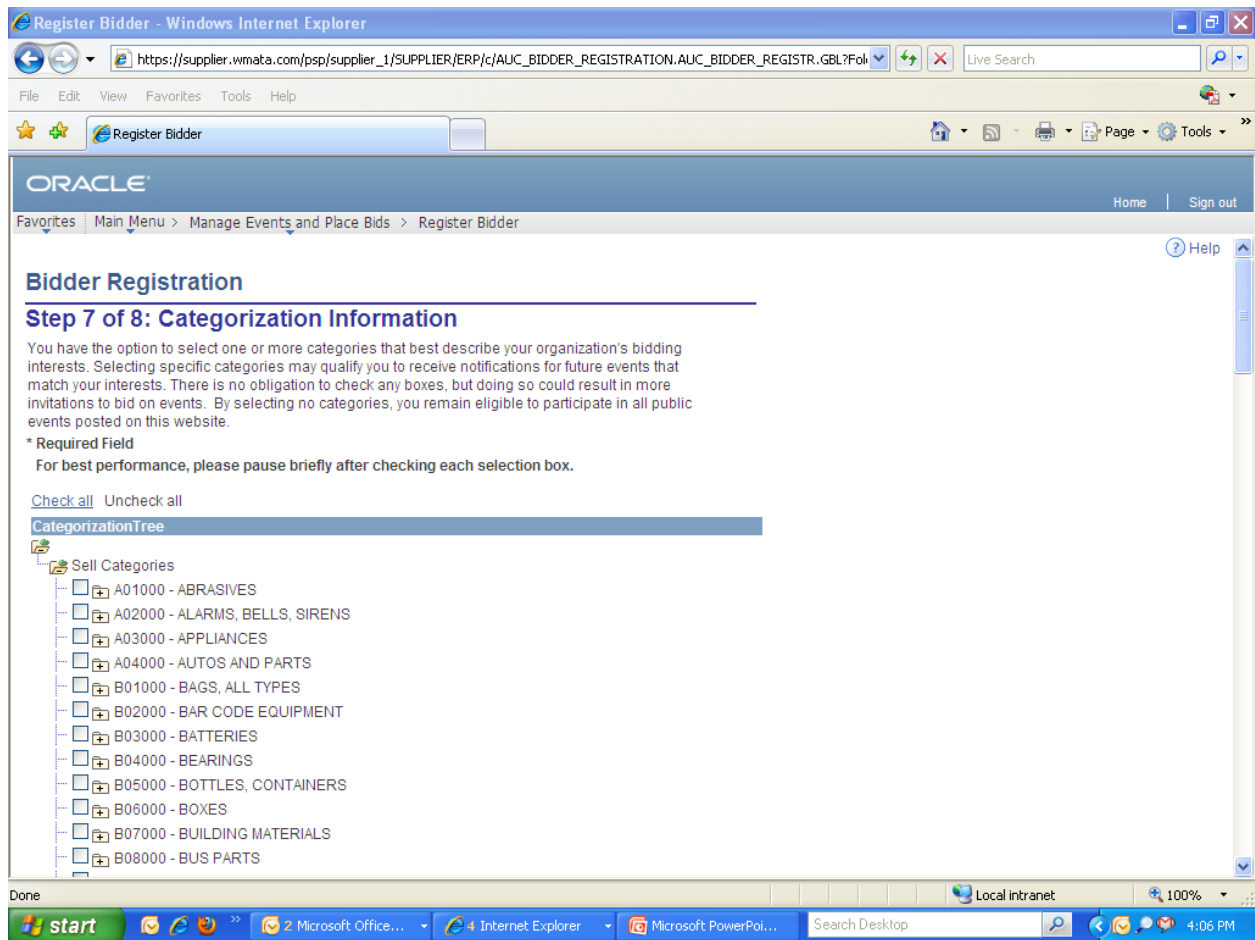 Register Bidder - Windows Internet Explorer
https://supplier.wmata.com/psp/supplier_1/SUPPLIER/ERP/c/AUC_BIDDER_REGISTRATION.AUC_BIDDER_REGISTR.GBL?Fol
Live Search
File Edit View Favorites Tools Help
Register Bidder
Page Tools
ORACLE
Home | Sign out
Favorites Main Menu > Manage Events and Place Bids > Register Bidder
Help
Bidder Registration
Step 7 of 8: Categorization Information
You have the option to select one or more categories that best describe your organization's bidding
interests. Selecting specific categories may qualify you to receive notifications for future events that
match your interests. There is no obligation to check any boxes, but doing so could result in more
invitations to bid on events. By selecting no categories, you remain eligible to participate in all public
events posted on this website.
* Required Field
For best performance, please pause briefly after checking each selection box.
Check all Uncheck all
CategorizationTree
Sell Categories
A01000 - ABRASIVES
A02000 - ALARMS, BELLS, SIRENS
A03000 - APPLIANCES
A04000 - AUTOS AND PARTS
B01000 - BAGS, ALL TYPES
B02000 - BAR CODE EQUIPMENT
B03000 - BATTERIES
B04000 - BEARINGS
B05000 - BOTTLES, CONTAINERS
B06000 - BOXES
B07000 - BUILDING MATERIALS
B08000 - BUS PARTS
Done
Local intranet
100%
start
2 Microsoft Office...
4 Internet Explorer
Microsoft PowerPoi...
Search Desktop
4:06 PM